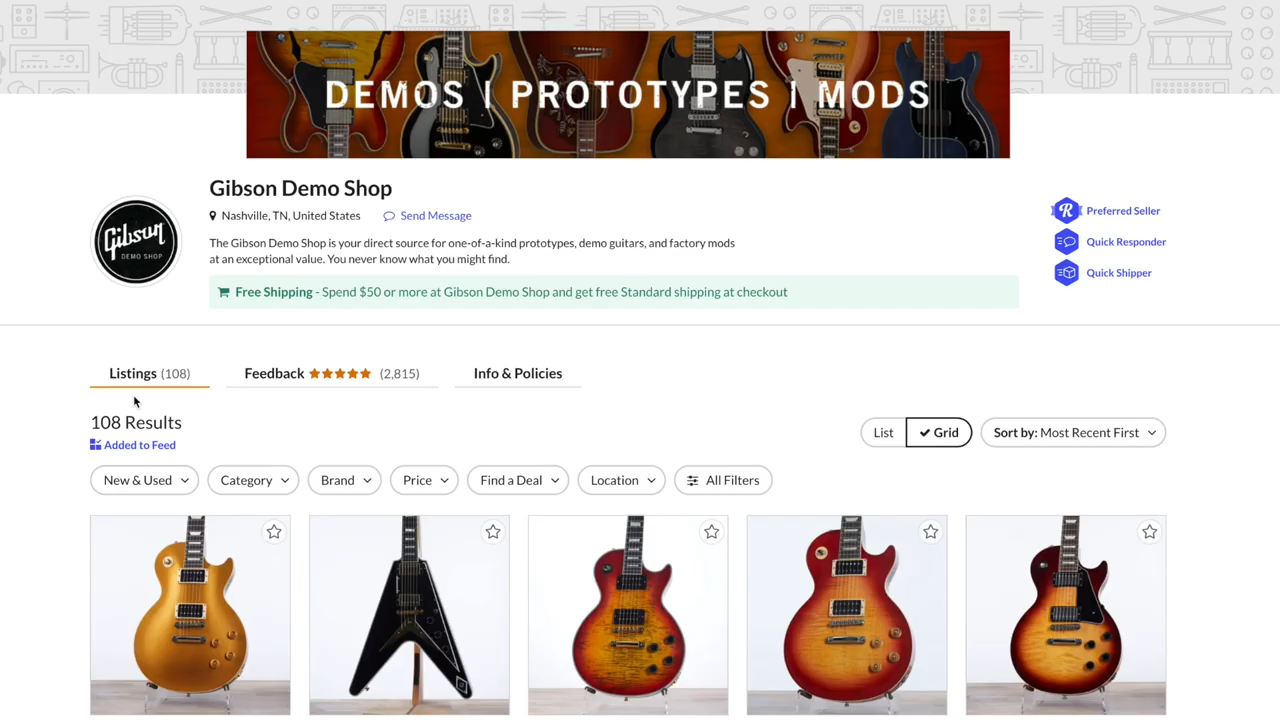 DEMOS | PROTOTYPES | MODS
Gibson Demo Shop
Nashville, TN, United States Send Message
Gibson
DEMO SHOP
The Gibson Demo Shop is your direct source for one-of-a-kind prototypes, demo guitars, and factory mods
at an exceptional value. You never know what you might find.
Free Shipping - Spend $50 or more at Gibson Demo Shop and get free Standard shipping at checkout
R Preferred Seller
Quick Responder
Quick Shipper
Listings (108) Feedback (2,815) Info & Policies
108 Results
Added to Feed
List Grid Sort by: Most Recent First
New & Used Category Brand Price Find a Deal Location All Filters